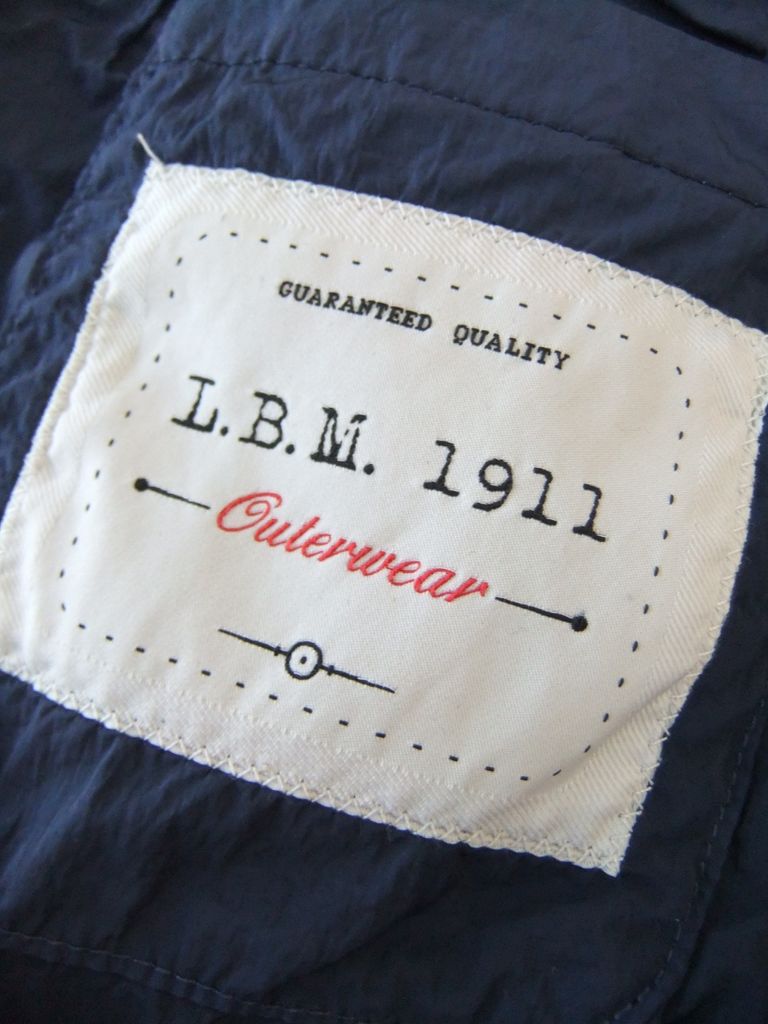 GUARANTEED QUALITY
L.B.M. 1911
Outerwear